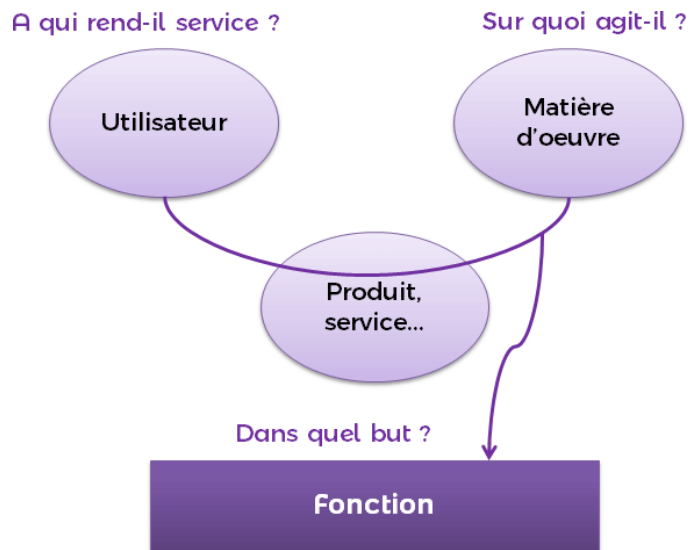 A qui rend-il service ?
Sur quoi agit-il ?
Utilisateur
Matière
d'oeuvre
Produit,
service...
Dans quel but ?
Fonction